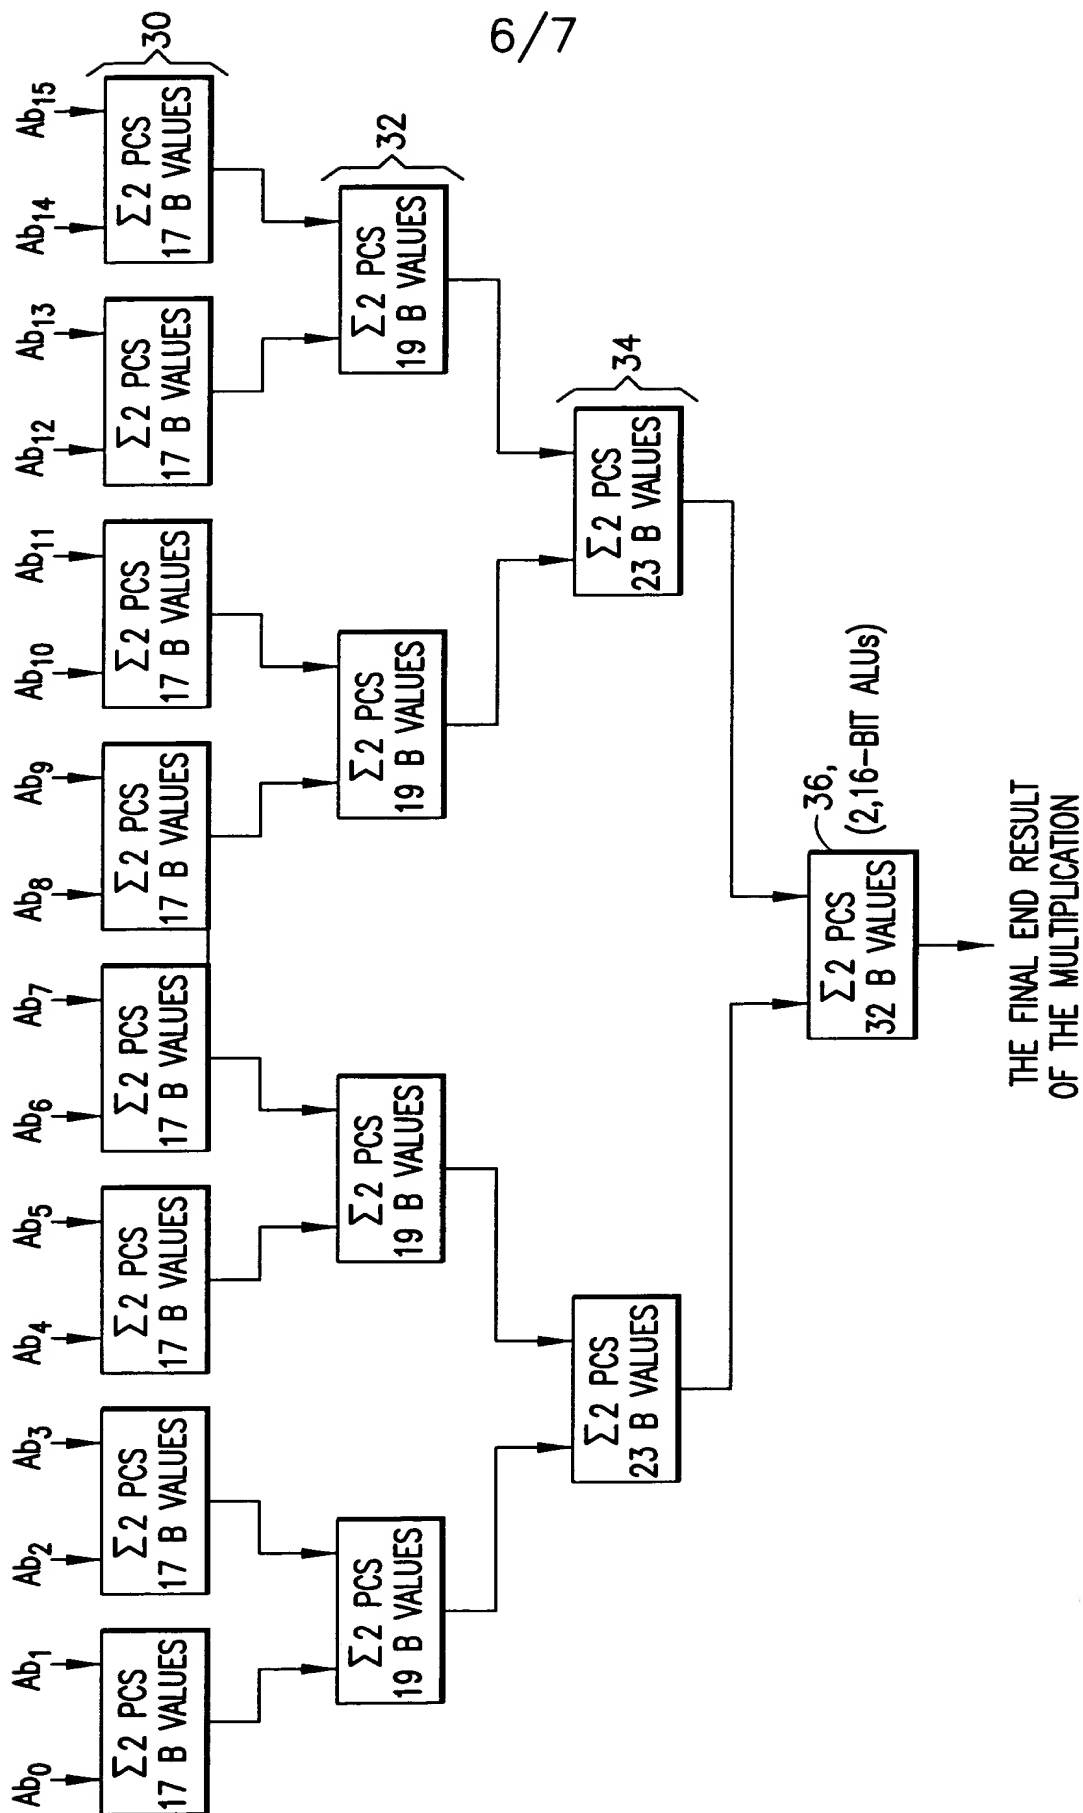 6/7
Ab0
Ab1
Ab2
Ab3
Ab4
Ab5
Ab6
Ab7
Ab8
Ab9
Ab10
Ab11
Ab12
Ab13
Ab14
Ab15
Σ2 PCS
17 B VALUES
Σ2 PCS
17 B VALUES
Σ2 PCS
17 B VALUES
Σ2 PCS
17 B VALUES
Σ2 PCS
17 B VALUES
Σ2 PCS
17 B VALUES
Σ2 PCS
17 B VALUES
Σ2 PCS
17 B VALUES
30
Σ2 PCS
19 B VALUES
Σ2 PCS
19 B VALUES
Σ2 PCS
19 B VALUES
Σ2 PCS
19 B VALUES
32
Σ2 PCS
23 B VALUES
Σ2 PCS
23 B VALUES
34
Σ2 PCS
32 B VALUES
36,
(2,16-BIT ALUs)
THE FINAL END RESULT
OF THE MULTIPLICATION